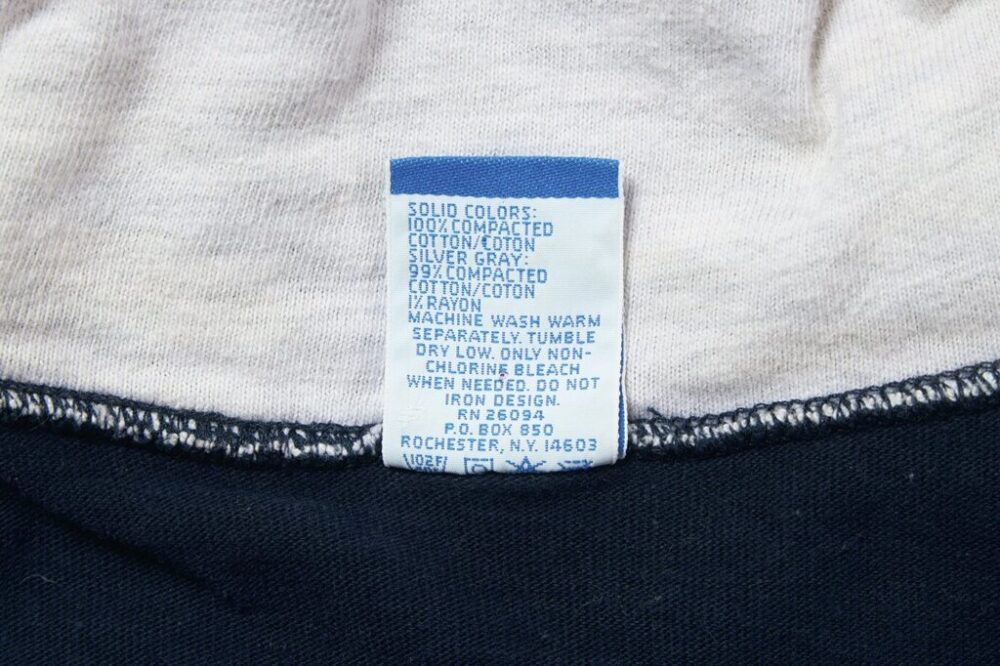 SOLID COLORS:
100% COMPACTED
COTTON/COTON
SILVER GRAY:
99% COMPACTED
COTTON/COTON
1% RAYON
MACHINE WASH WARM
SEPARATELY. TUMBLE
DRY LOW. ONLY NON-
CHLORINE BLEACH
WHEN NEEDED. DO NOT
IRON DESIGN.
RN 26094
P.O. BOX 850
ROCHESTER, N.Y. 14603
102F